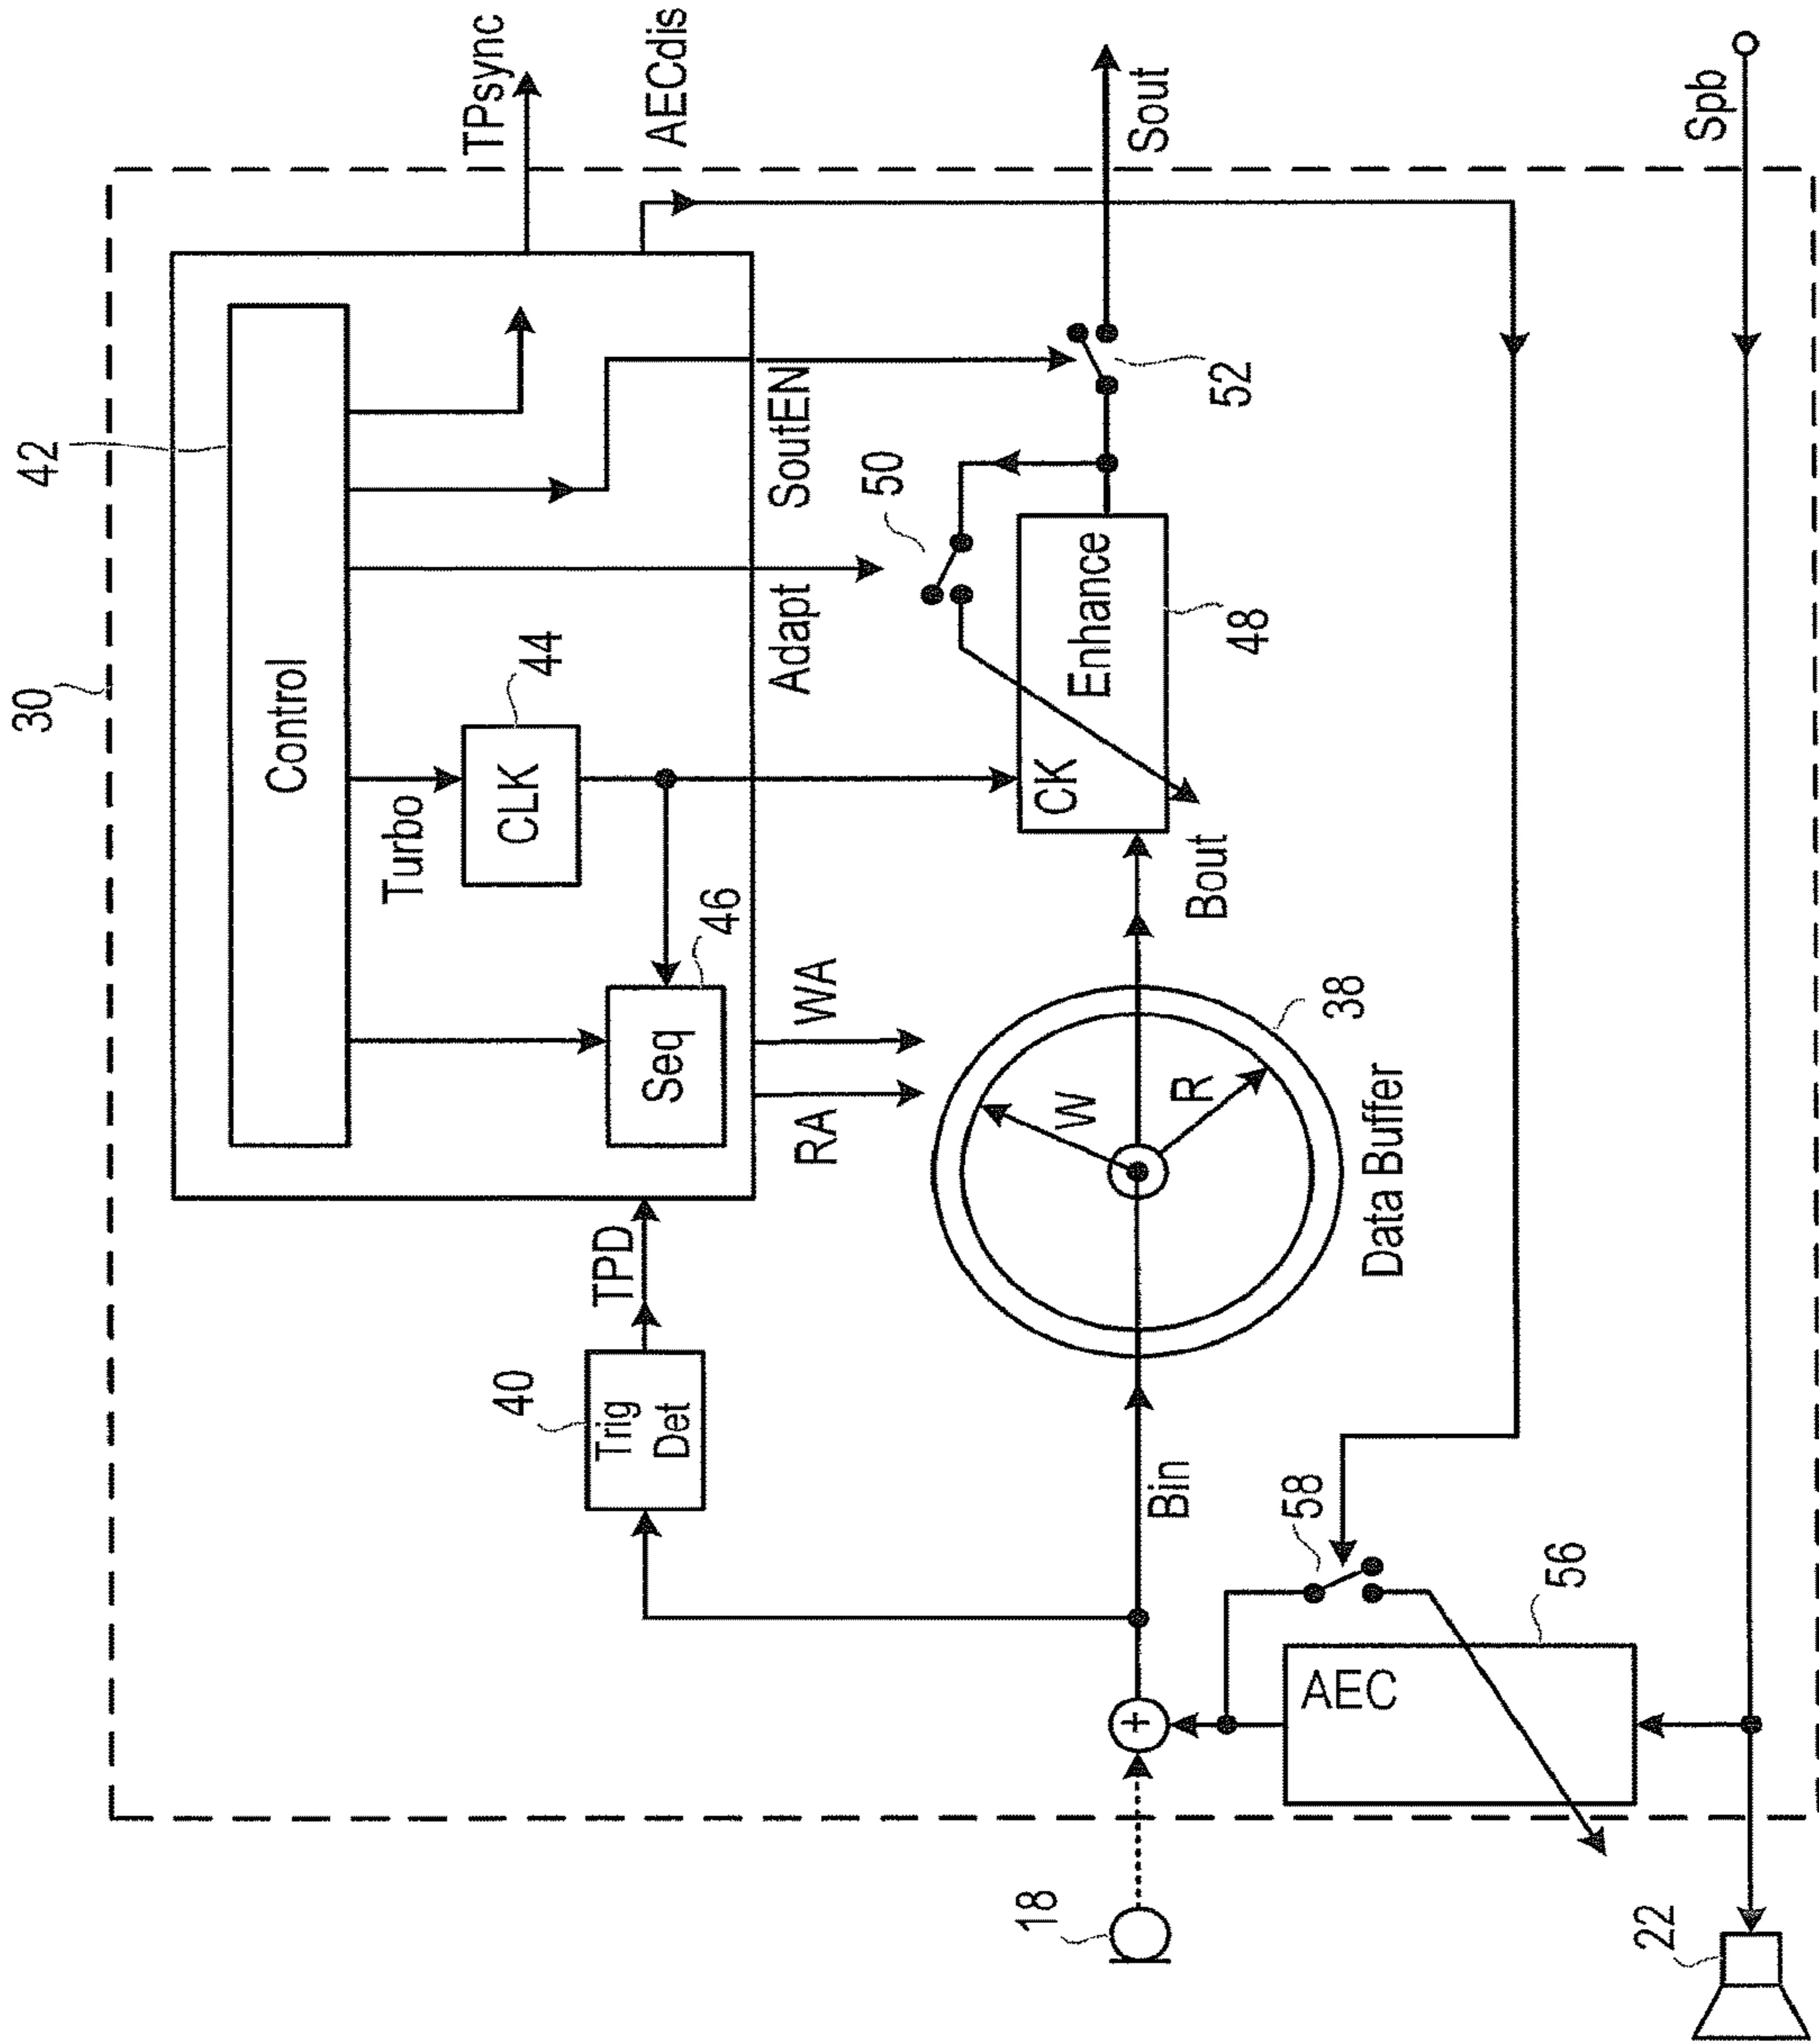 30
42
Control
TPsync
AECdis
Turbo
44
CLK
46
Seq
40
Trig
Det
TPD
RA
WA
Adapt
SoutEN
50
52
Sout
CK
Enhance
48
Bout
W
R
38
Data Buffer
Bin
18
+
58
AEC
56
22
Spb